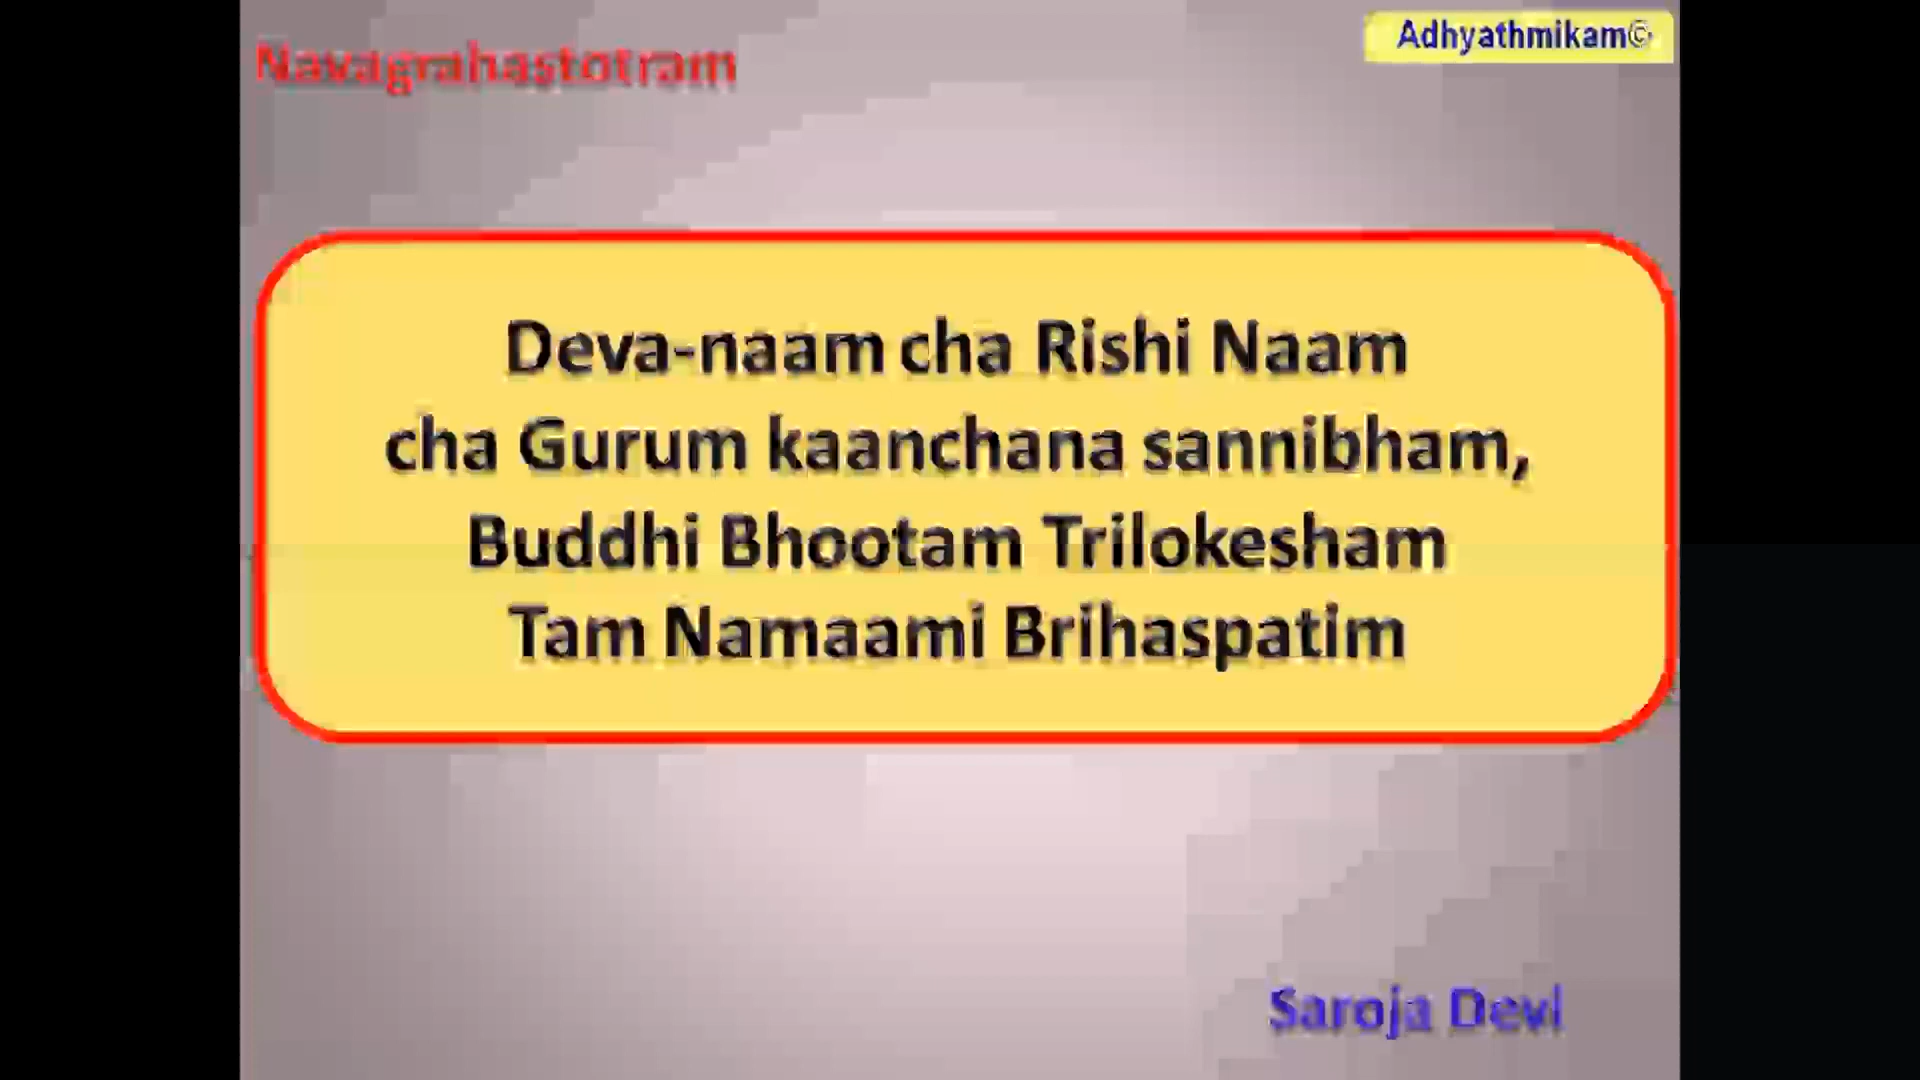 Navagrahastotram
Adhyathmikam©
Deva-naam cha Rishi Naam
cha Gurum kaanchana sannibham,
Buddhi Bhootam Trilokesham
Tam Namaami Brihaspatim
Saroja Devi